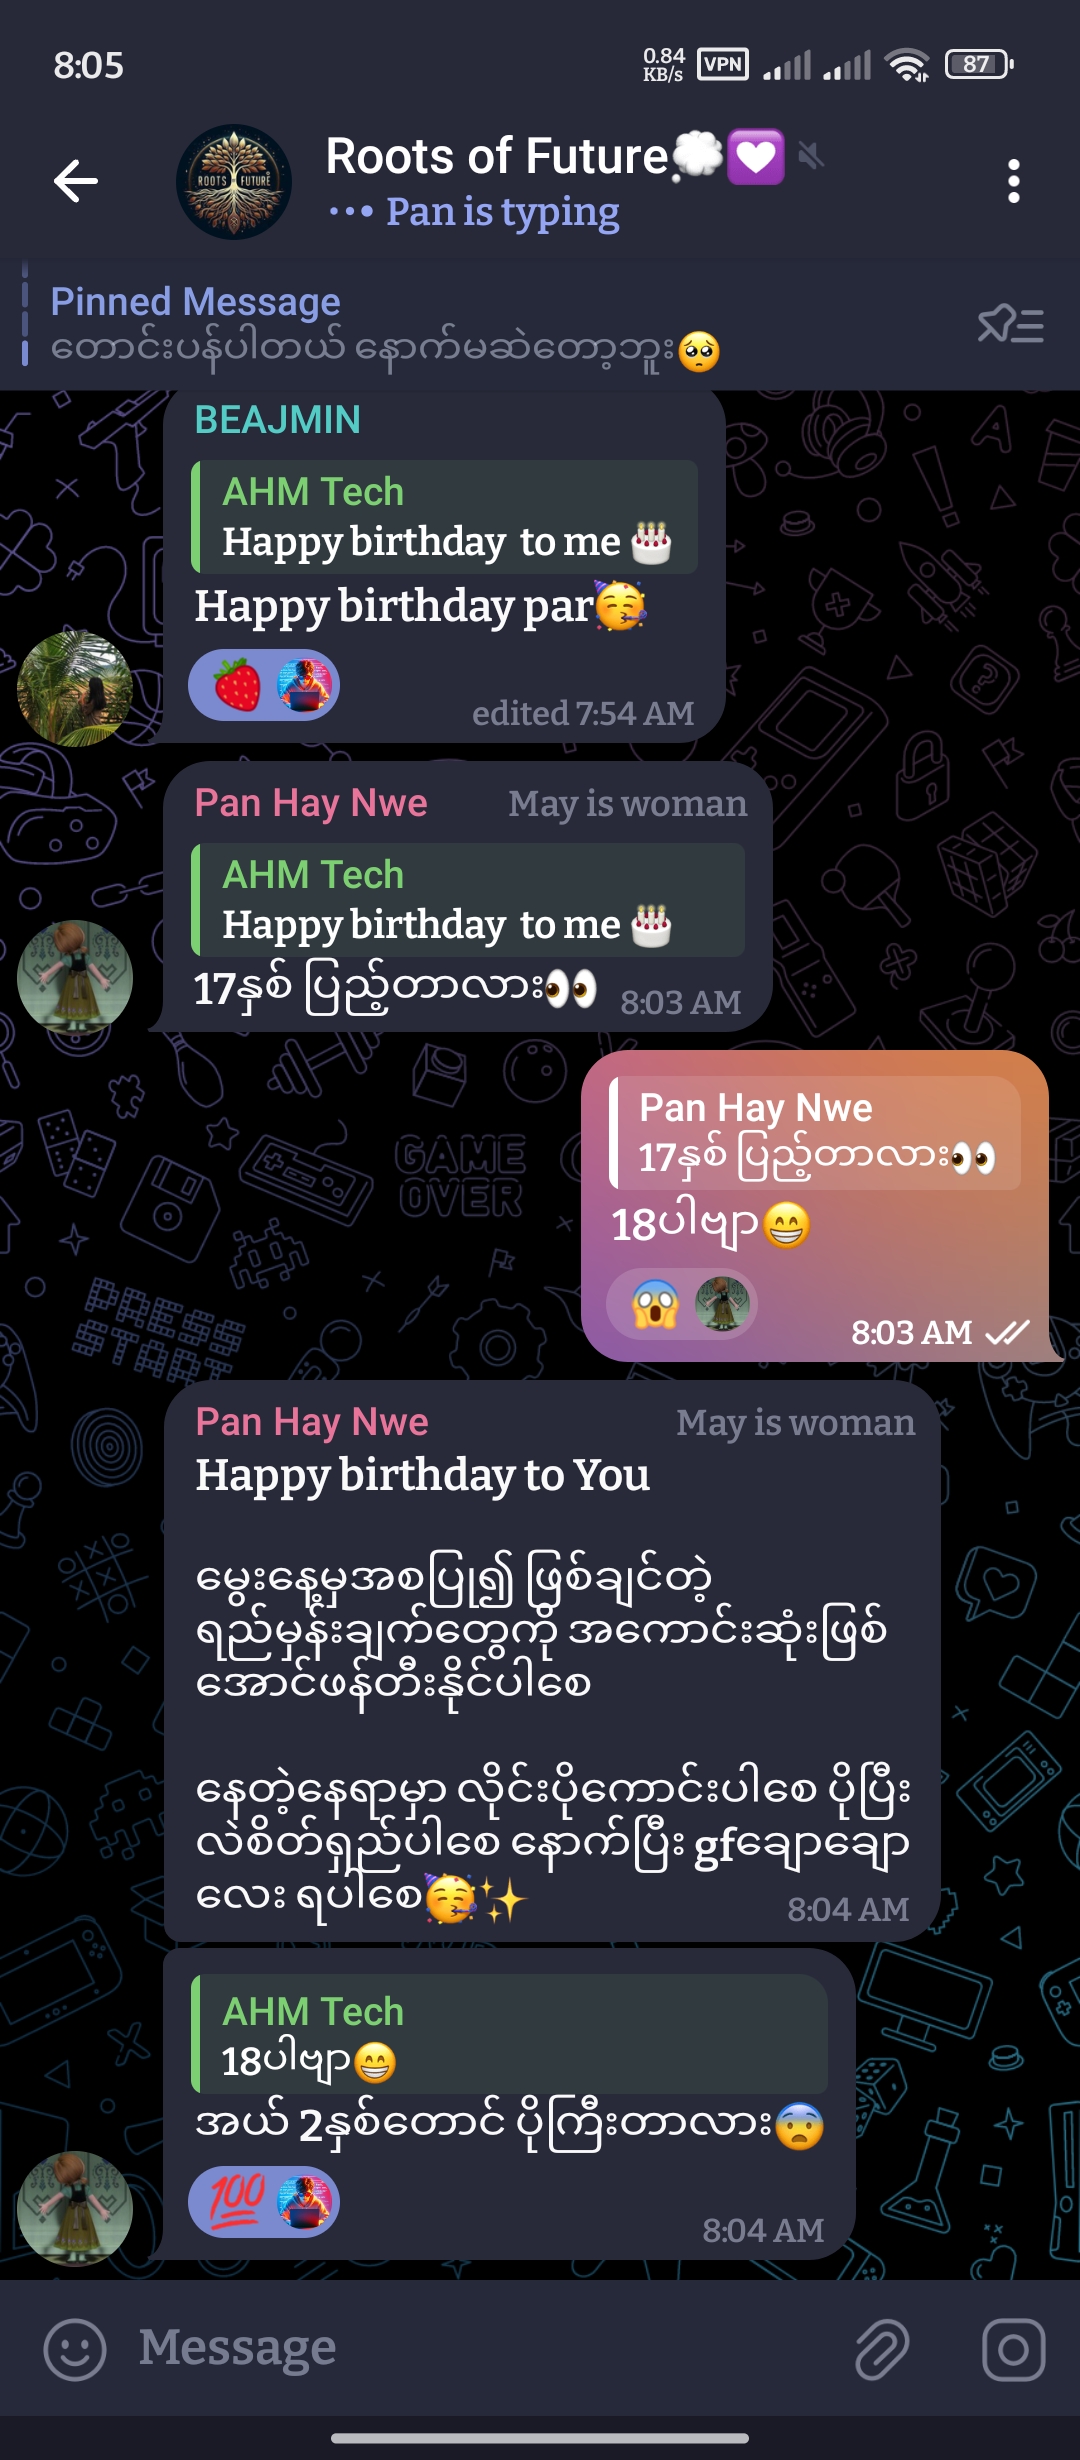 8:05
0.84
KB/s
VPN
87
ROOTS FUTURE
Roots of Future💭💟
Pan is typing
Pinned Message
တောင်းပန်ပါတယ် နောက်မဆဲတော့ဘူး🥺
BEAJMIN
AHM Tech
Happy birthday to me 🎂
Happy birthday par🥳
🍓
edited 7:54 AM
Pan Hay Nwe May is woman
AHM Tech
Happy birthday to me 🎂
17နှစ် ပြည့်တာလား👀 8:03 AM
Pan Hay Nwe
17နှစ် ပြည့်တာလား👀
18ပါဗျာ😁
😱
8:03 AM
GAME
OVER
PRESS
START
Pan Hay Nwe May is woman
Happy birthday to You
မွေးနေ့မှအစပြု၍ ဖြစ်ချင်တဲ့
ရည်မှန်းချက်တွေကို အကောင်းဆုံးဖြစ်
အောင်ဖန်တီးနိုင်ပါစေ
နေတဲ့နေရာမှာ လိုင်းပိုကောင်းပါစေ ပိုပြီး
လဲစိတ်ရှည်ပါစေ နောက်ပြီး gfချောချော
လေး ရပါစေ🥳✨ 8:04 AM
AHM Tech
18ပါဗျာ😁
အယ် 2နှစ်တောင် ပိုကြီးတာလား😨
💯
8:04 AM
Message